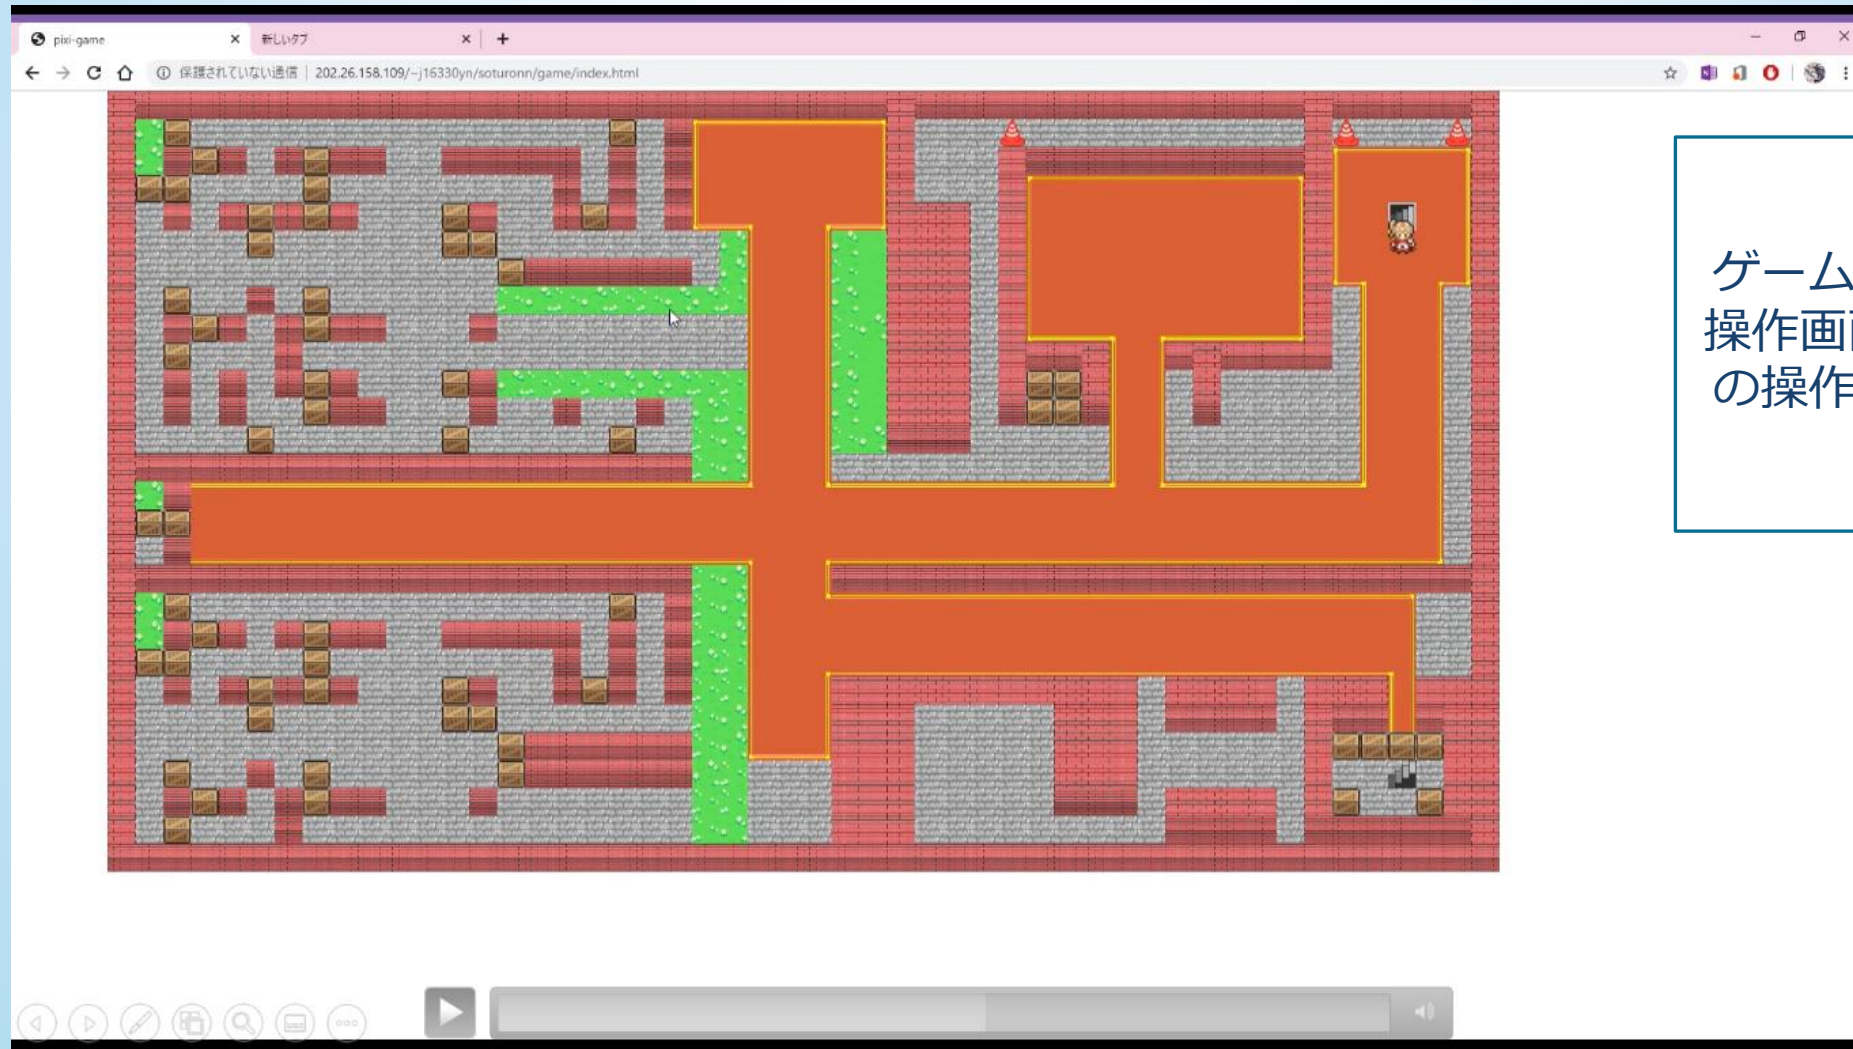 pixi-game
新しいタブ
保護されていない通信 | 202.26.158.109/~j16330yn/soturonn/game/index.html
ゲーム
操作画
の操作